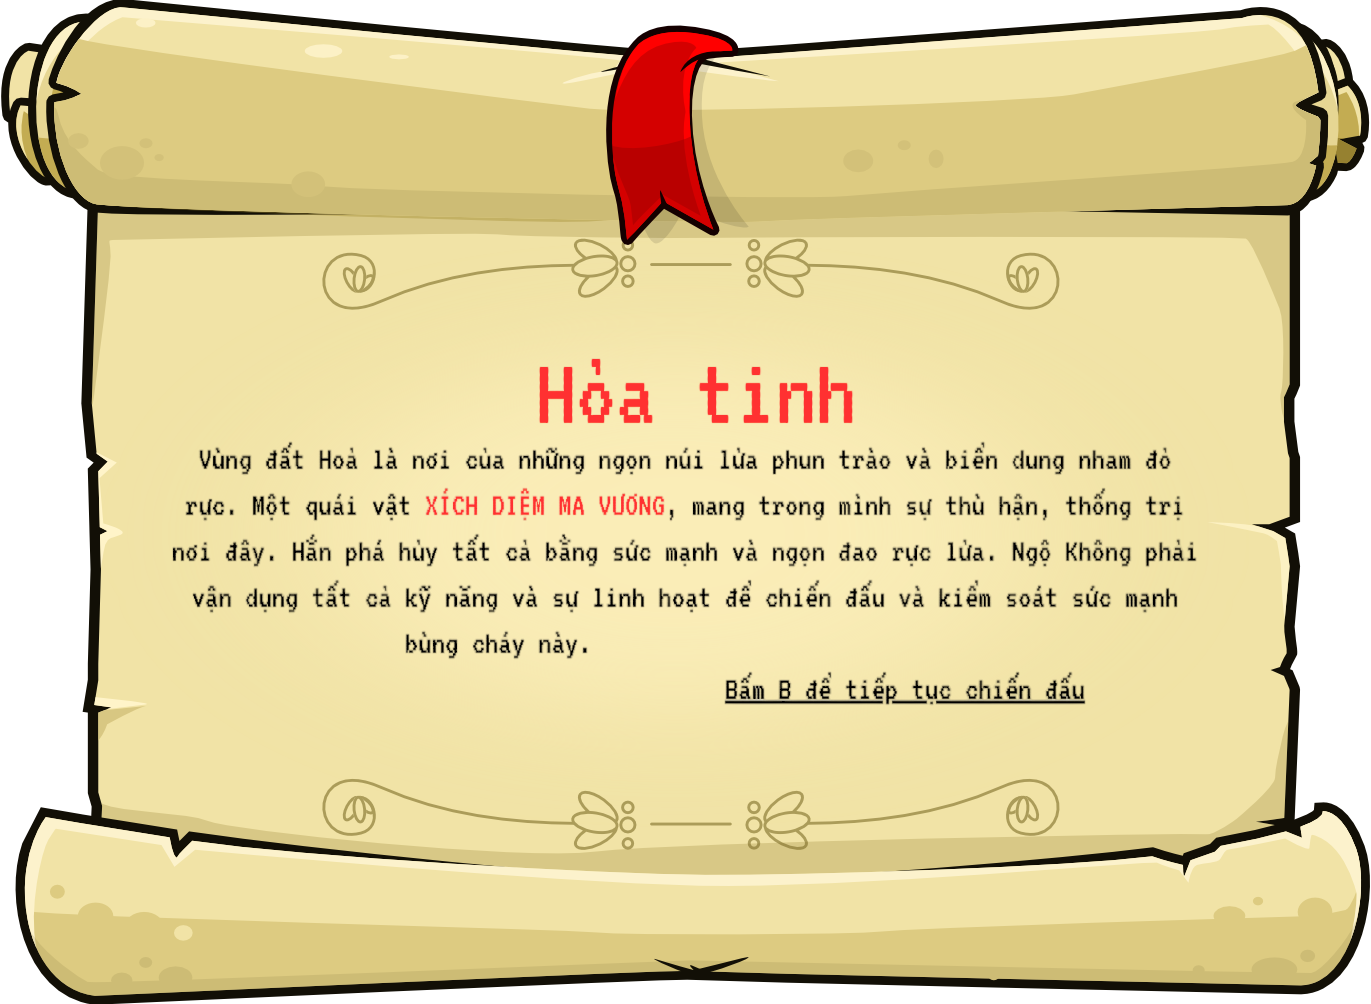 Hỏa tinh
Vùng đất Hoả là nơi của những ngọn núi lửa phun trào và biển dung nham đỏ
rực. Một quái vật XÍCH DIỆM MA VƯƠNG, mang trong mình sự thù hận, thống trị
nơi đây. Hắn phá hủy tất cả bằng sức mạnh và ngọn đao rực lửa. Ngộ Không phải
vận dụng tất cả kỹ năng và sự linh hoạt để chiến đấu và kiểm soát sức mạnh
bùng cháy này.
Bấm B để tiếp tục chiến đấu